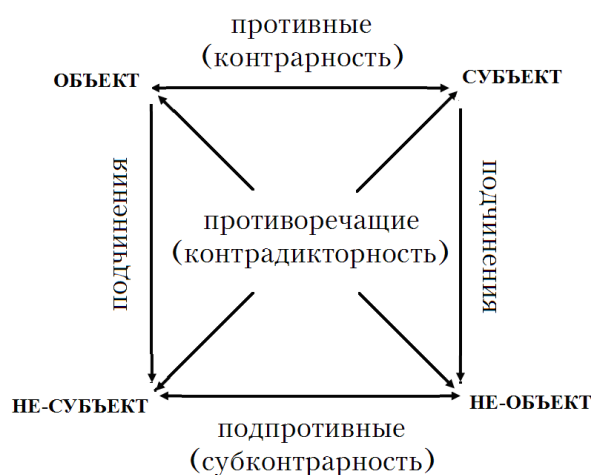 противные
(контрарность)
ОБЪЕКТ
СУБЪЕКТ
подчинения
противоречащие
(контрадикторность)
подчинения
НЕ-СУБЪЕКТ
НЕ-ОБЪЕКТ
подпротивные
(субконтрарность)